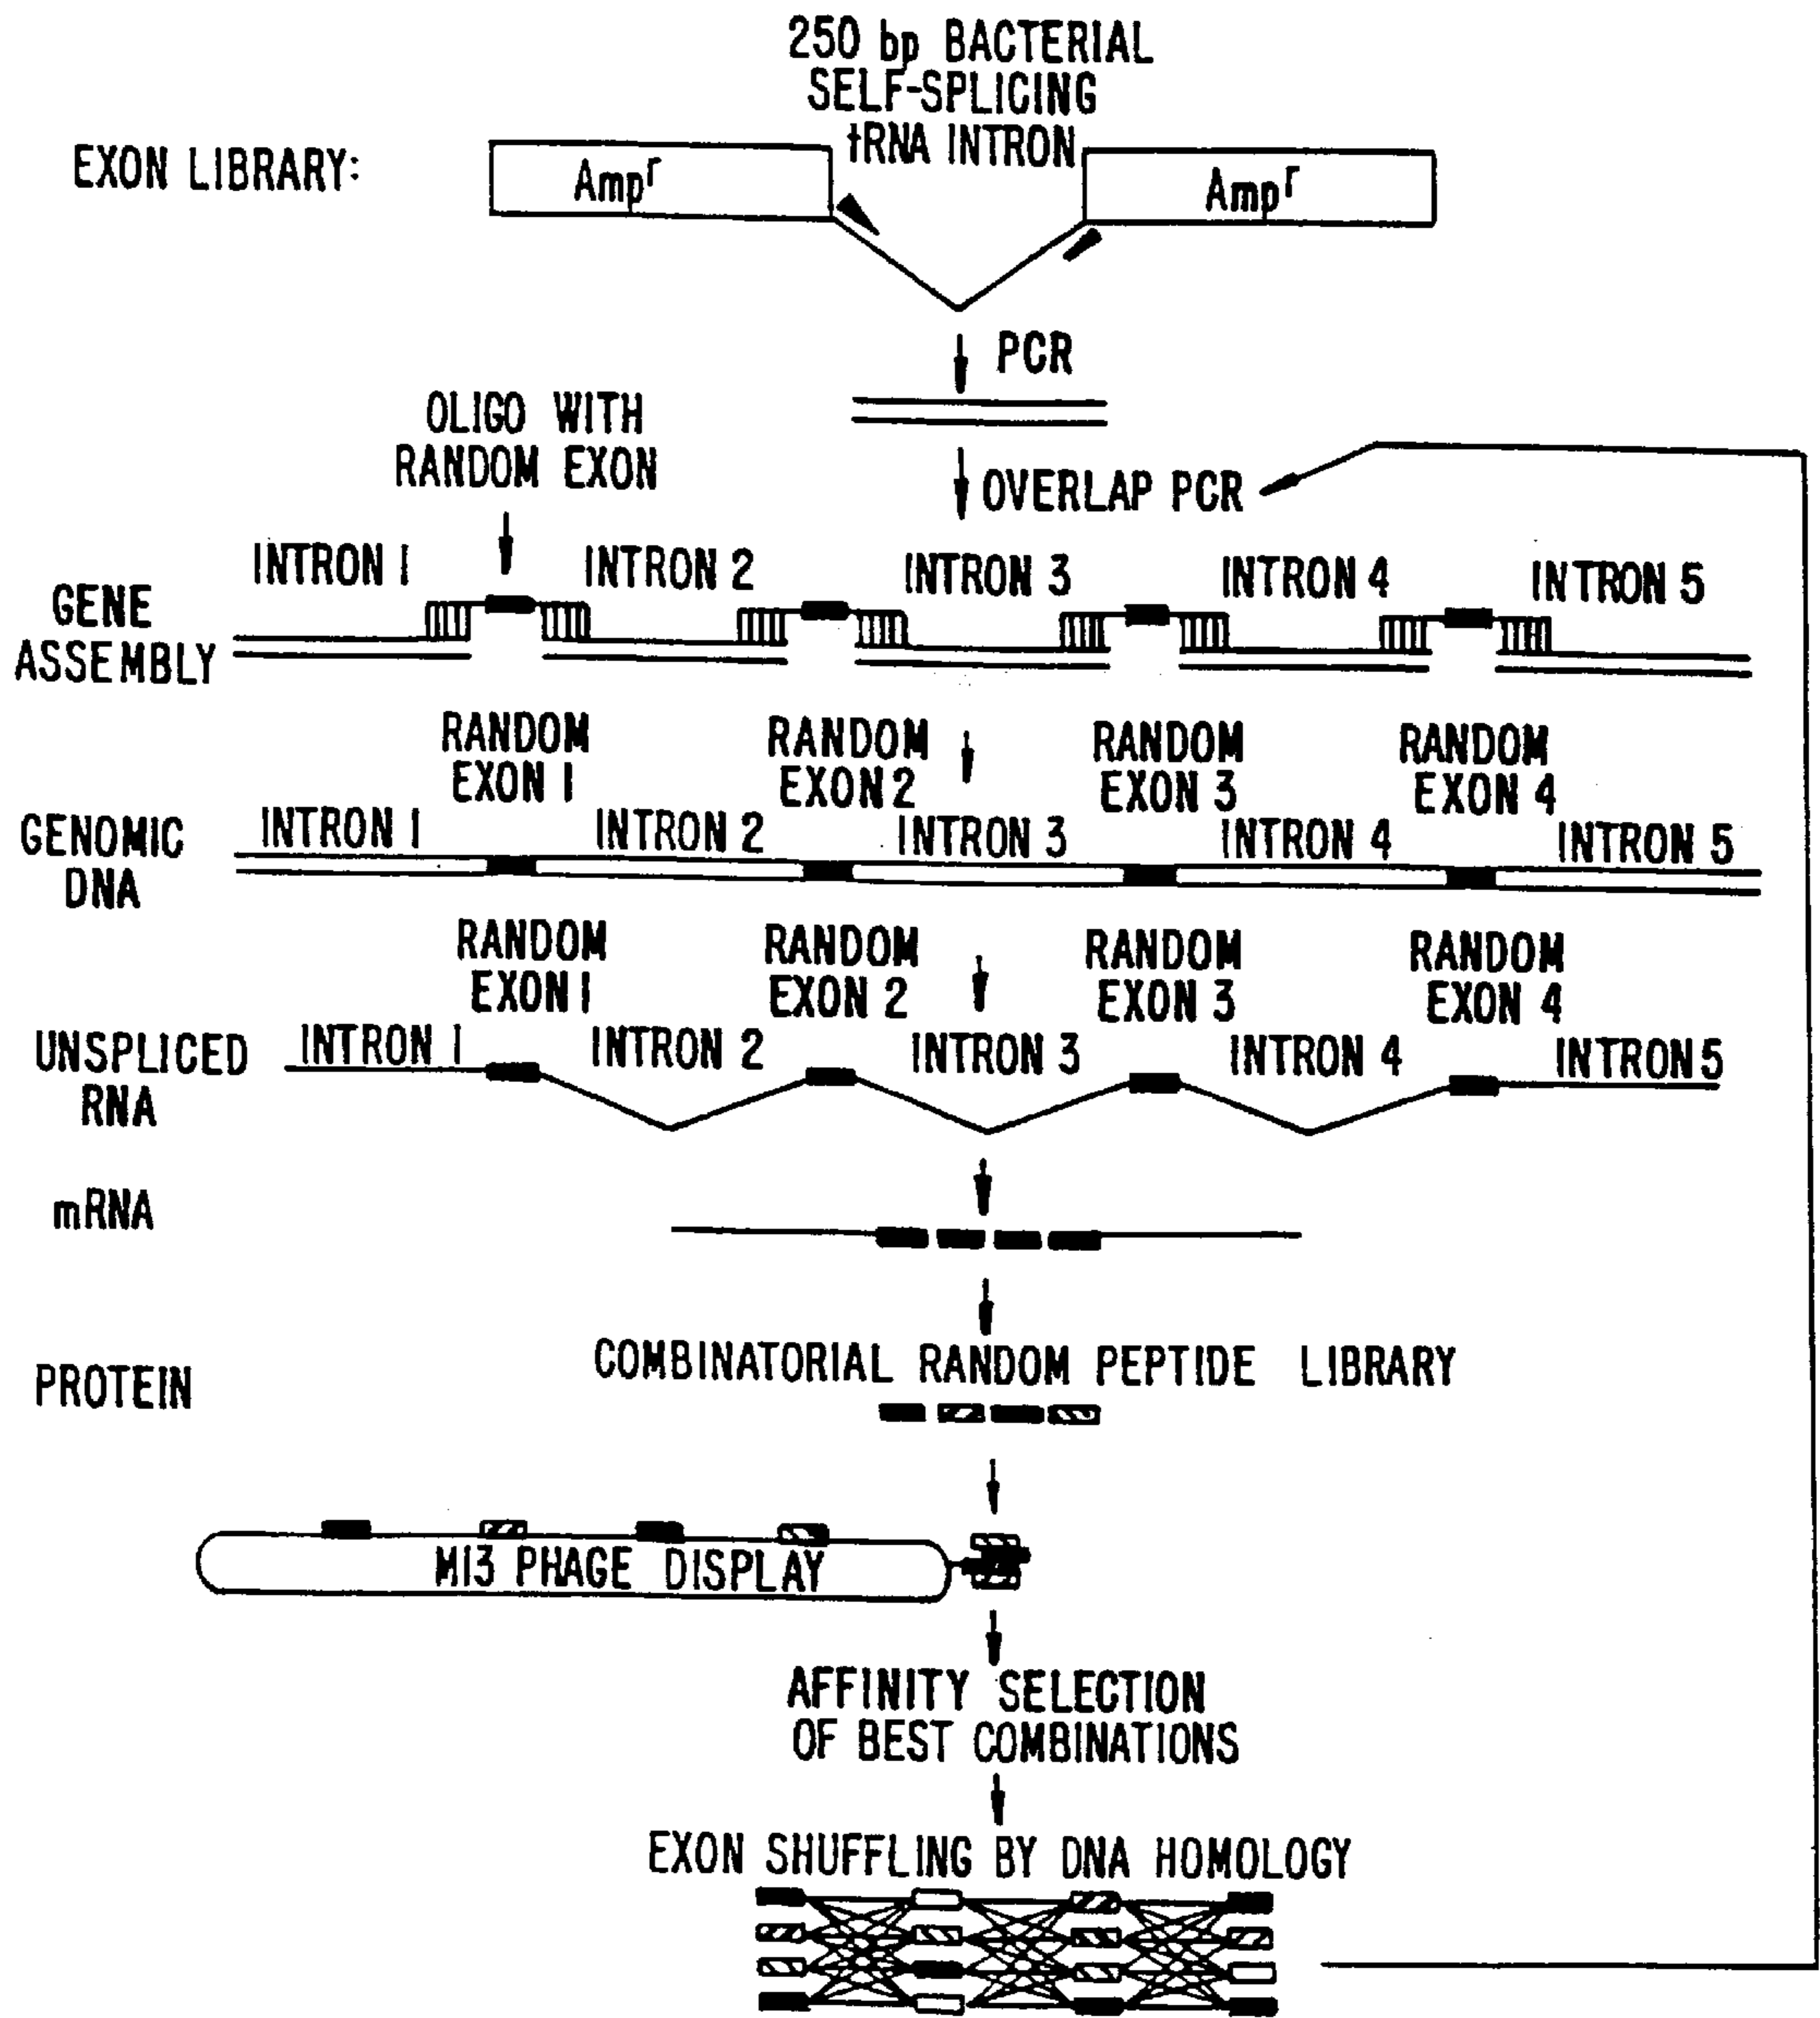 250 bp BACTERIAL
SELF-SPLICING
tRNA INTRON
EXON LIBRARY:
Ampr
Ampr
PCR
OLIGO WITH
RANDOM EXON
OVERLAP PCR
INTRON 1
INTRON 2
INTRON 3
INTRON 4
INTRON 5
GENE
ASSEMBLY
RANDOM
EXON 1
RANDOM
EXON 2
RANDOM
EXON 3
RANDOM
EXON 4
GENOMIC
DNA
INTRON 1
INTRON 2
INTRON 3
INTRON 4
INTRON 5
RANDOM
EXON 1
RANDOM
EXON 2
RANDOM
EXON 3
RANDOM
EXON 4
UNSPLICED
RNA
INTRON 1
INTRON 2
INTRON 3
INTRON 4
INTRON 5
mRNA
PROTEIN
COMBINATORIAL RANDOM PEPTIDE LIBRARY
M13 PHAGE DISPLAY
AFFINITY SELECTION
OF BEST COMBINATIONS
EXON SHUFFLING BY DNA HOMOLOGY